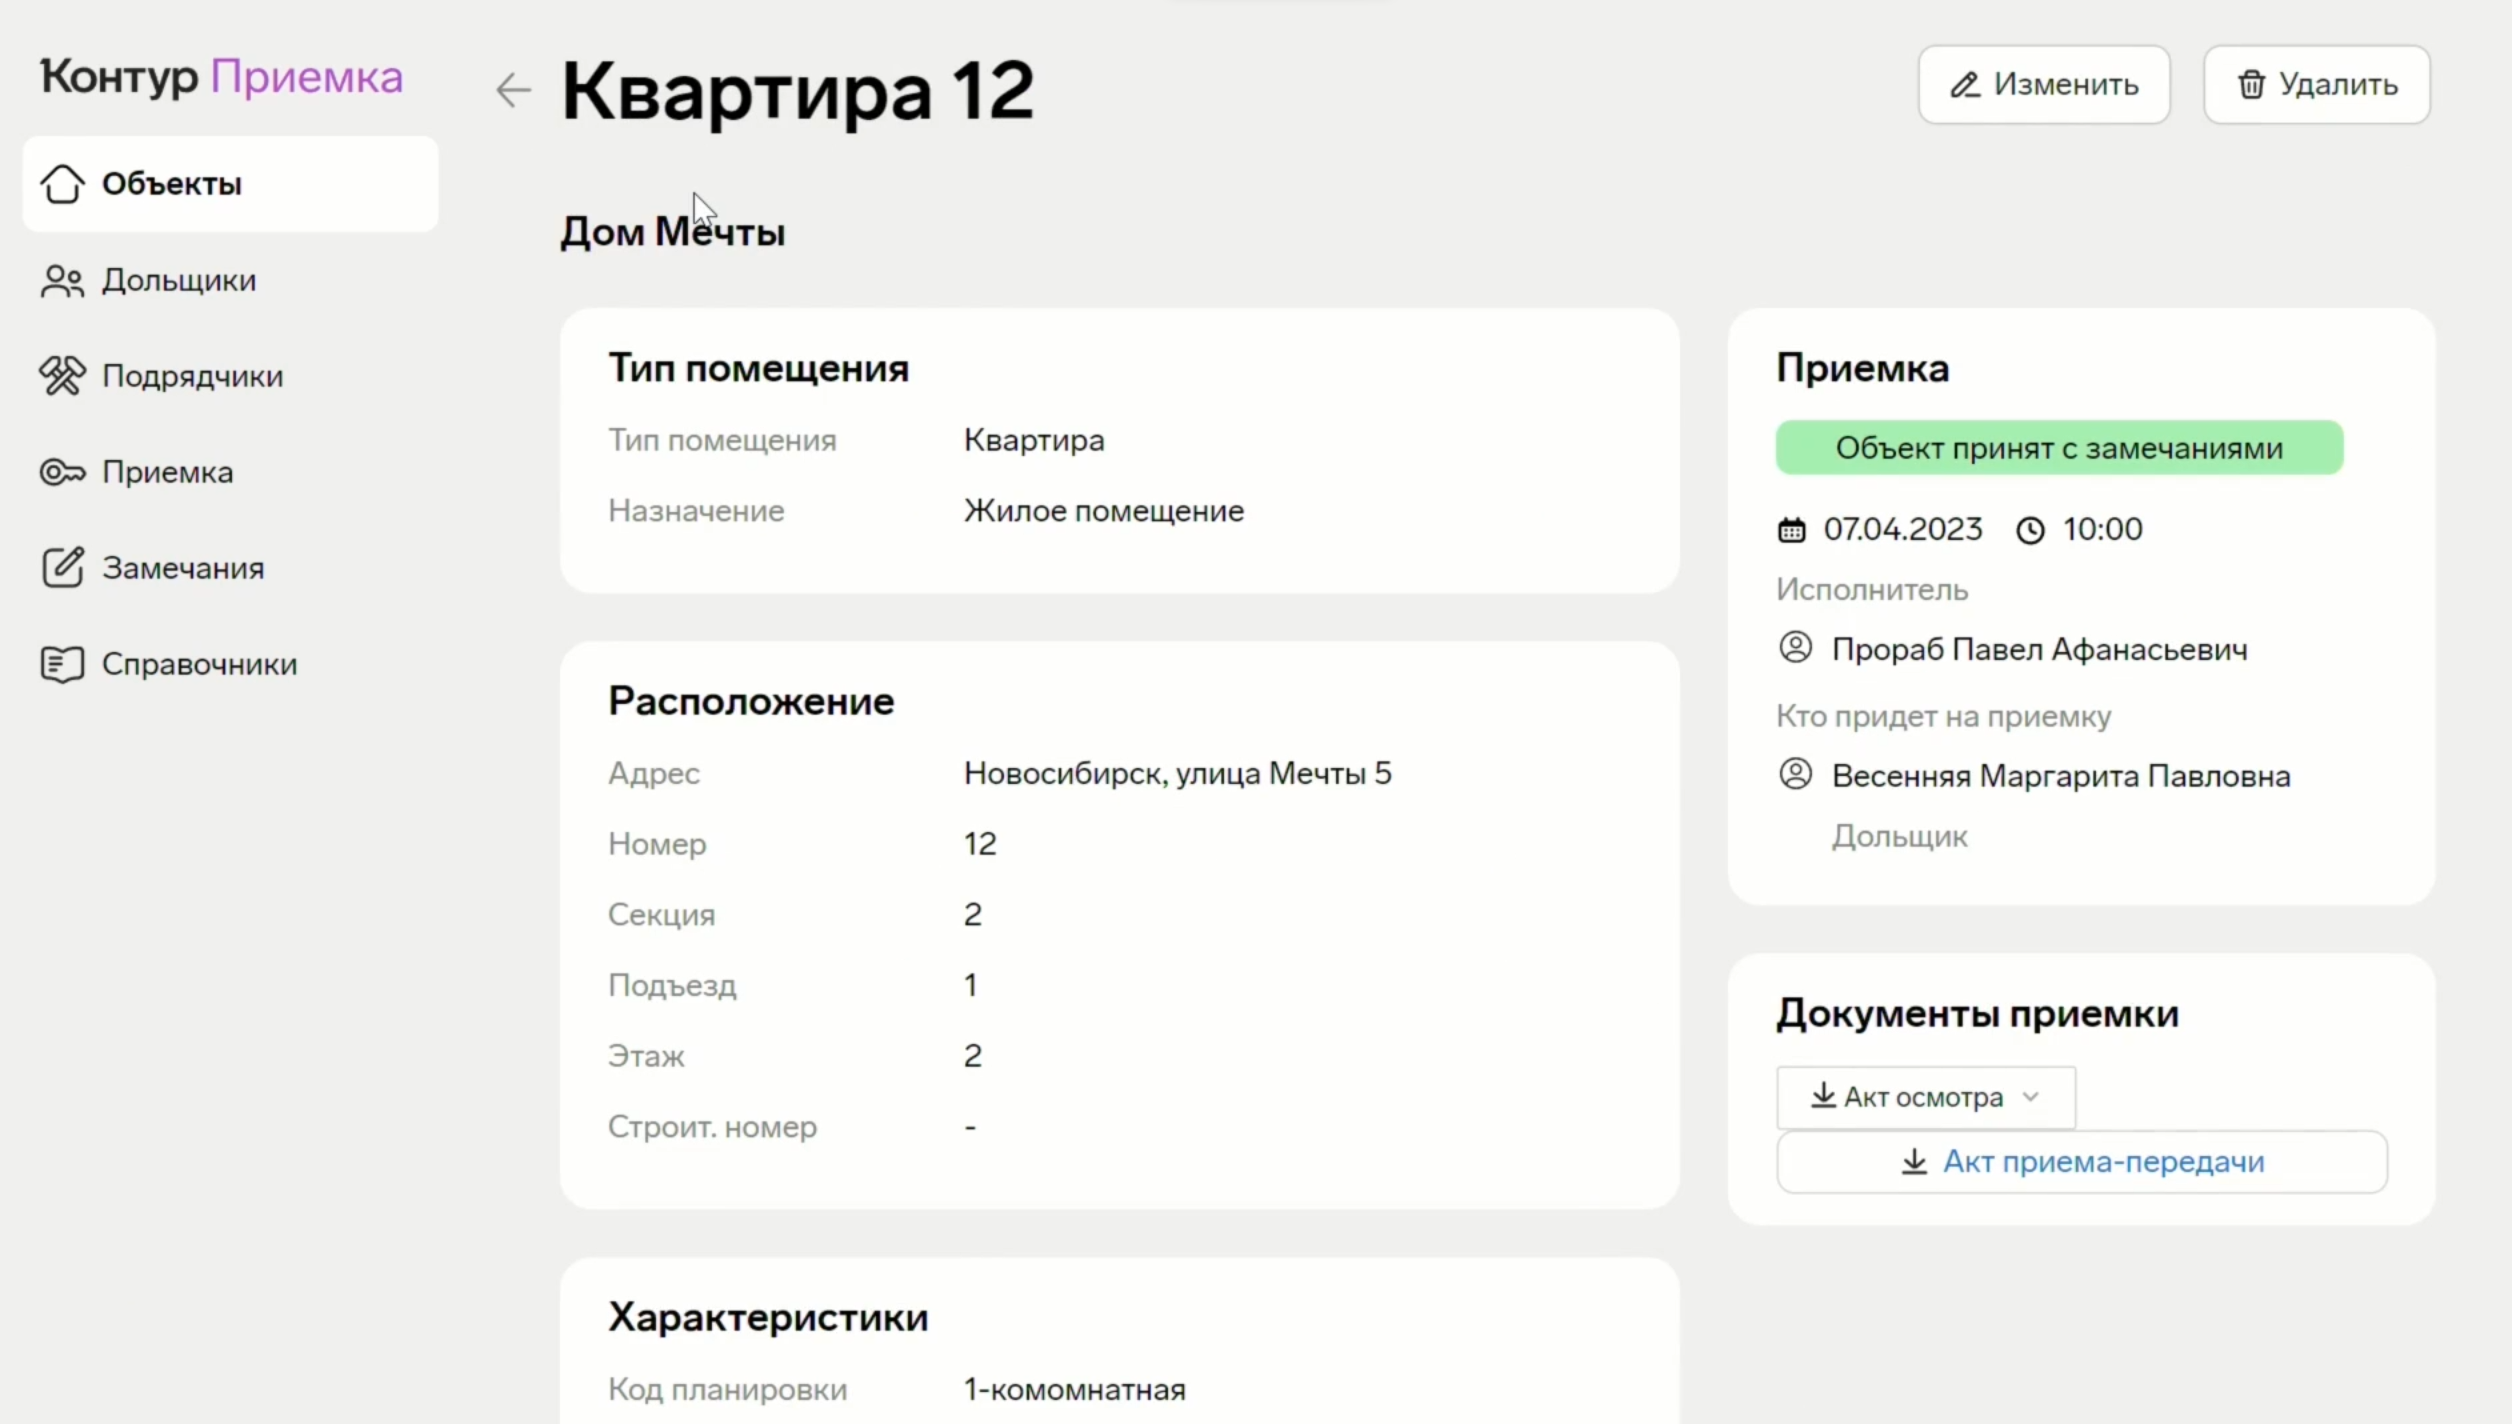 Контур Приемка
Объекты
Дольщики
Подрядчики
Приемка
Замечания
Справочники
Квартира 12
Изменить
Удалить
Дом Мечты
Тип помещения
Тип помещения Квартира
Назначение Жилое помещение
Расположение
Адрес Новосибирск, улица Мечты 5
Номер 12
Секция 2
Подъезд 1
Этаж 2
Строит. номер -
Характеристики
Код планировки 1-комомнатная
Приемка
Объект принят с замечаниями
07.04.2023 10:00
Исполнитель
Прораб Павел Афанасьевич
Кто придет на приемку
Весенняя Маргарита Павловна
Дольщик
Документы приемки
Акт осмотра
Акт приема-передачи